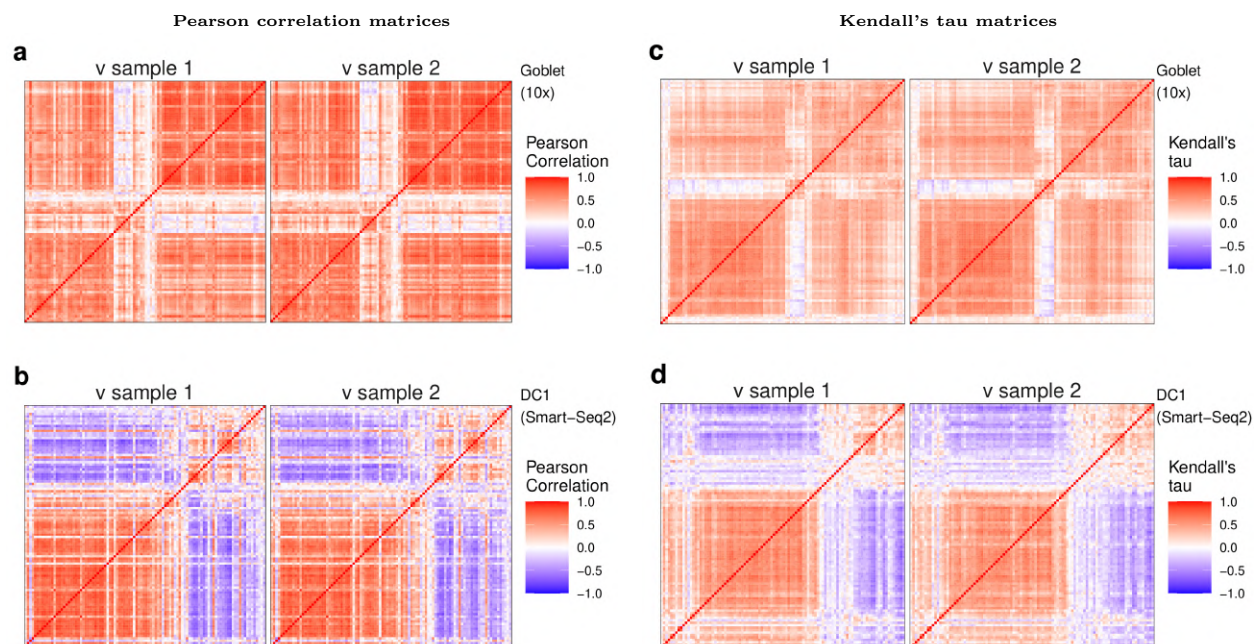 Pearson correlation matrices
Kendall's tau matrices
a
v sample 1
v sample 2
Goblet
(10x)
Pearson
Correlation
1.0
0.5
0.0
−0.5
−1.0
c
v sample 1
v sample 2
Goblet
(10x)
Kendall's
tau
1.0
0.5
0.0
−0.5
−1.0
b
v sample 1
v sample 2
DC1
(Smart−Seq2)
Pearson
Correlation
1.0
0.5
0.0
−0.5
−1.0
d
v sample 1
v sample 2
DC1
(Smart−Seq2)
Kendall's
tau
1.0
0.5
0.0
−0.5
−1.0